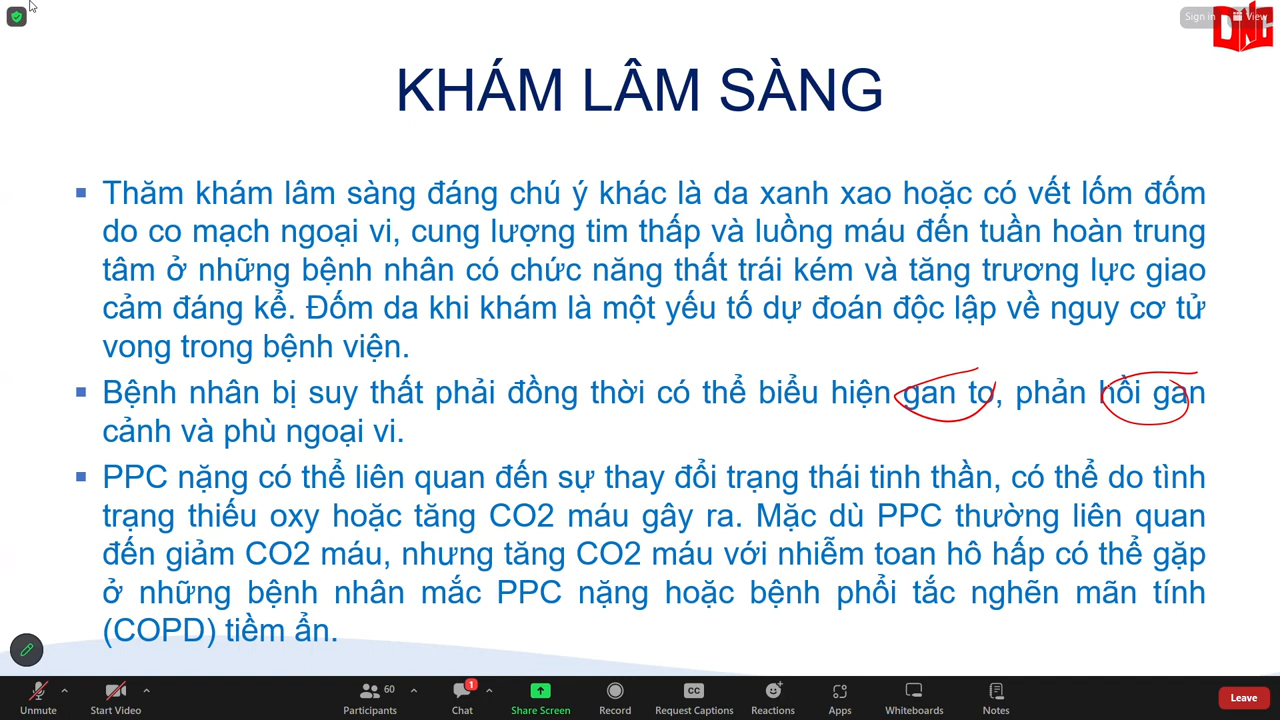 Sign in
View
DNC
KHÁM LÂM SÀNG
Thăm khám lâm sàng đáng chú ý khác là da xanh xao hoặc có vết lốm đốm
do co mạch ngoại vi, cung lượng tim thấp và luồng máu đến tuần hoàn trung
tâm ở những bệnh nhân có chức năng thất trái kém và tăng trương lực giao
cảm đáng kể. Đốm da khi khám là một yếu tố dự đoán độc lập về nguy cơ tử
vong trong bệnh viện.
Bệnh nhân bị suy thất phải đồng thời có thể biểu hiện gan to, phản hồi gan
cảnh và phù ngoại vi.
PPC nặng có thể liên quan đến sự thay đổi trạng thái tinh thần, có thể do tình
trạng thiếu oxy hoặc tăng CO2 máu gây ra. Mặc dù PPC thường liên quan
đến giảm CO2 máu, nhưng tăng CO2 máu với nhiễm toan hô hấp có thể gặp
ở những bệnh nhân mắc PPC nặng hoặc bệnh phổi tắc nghẽn mãn tính
(COPD) tiềm ẩn.
Unmute
Start Video
60
Participants
1
Chat
Share Screen
Record
CC
Request Captions
Reactions
Apps
Whiteboards
Notes
Leave